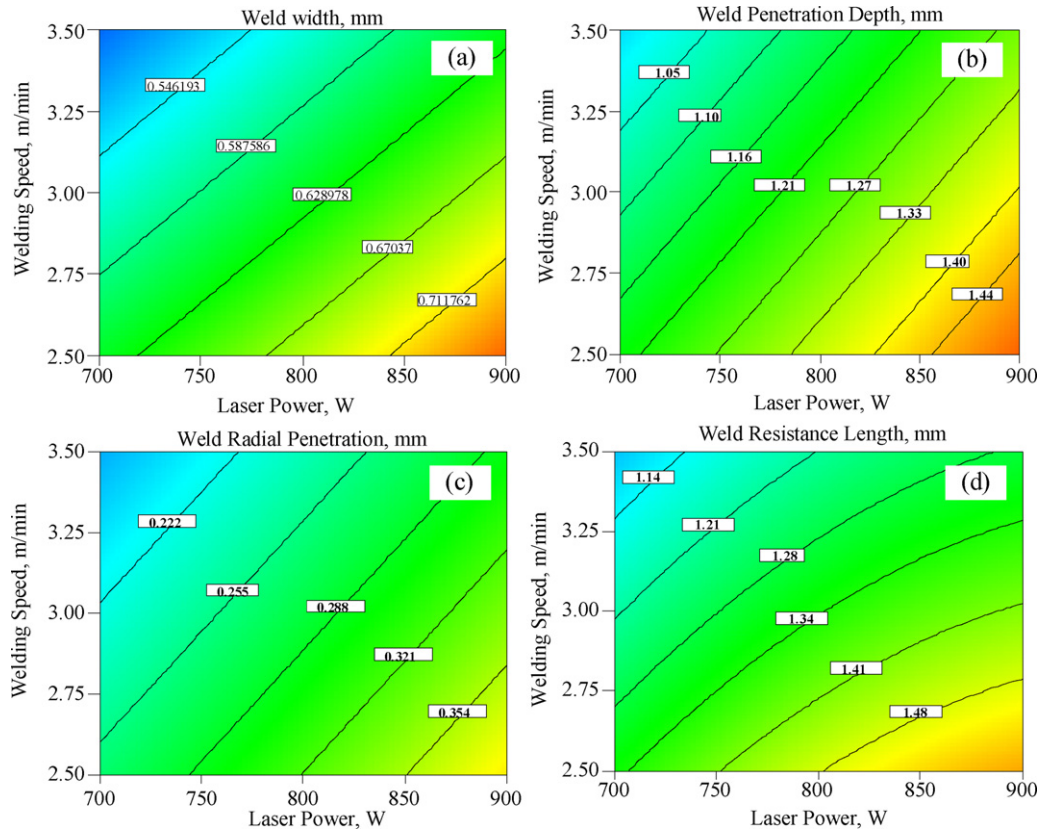 Weld width, mm
(a)
Welding Speed, m/min
3.50
3.25
3.00
2.75
2.50
0.546193
0.587586
0.628978
0.67037
0.711762
700 750 800 850 900
Laser Power, W
Weld Penetration Depth, mm
(b)
Welding Speed, m/min
3.50
3.25
3.00
2.75
2.50
1.05
1.10
1.16
1.21
1.27
1.33
1.40
1.44
700 750 800 850 900
Laser Power, W
Weld Radial Penetration, mm
(c)
Welding Speed, m/min
3.50
3.25
3.00
2.75
2.50
0.222
0.255
0.288
0.321
0.354
700 750 800 850 900
Laser Power, W
Weld Resistance Length, mm
(d)
Welding Speed, m/min
3.50
3.25
3.00
2.75
2.50
1.14
1.21
1.28
1.34
1.41
1.48
700 750 800 850 900
Laser Power, W